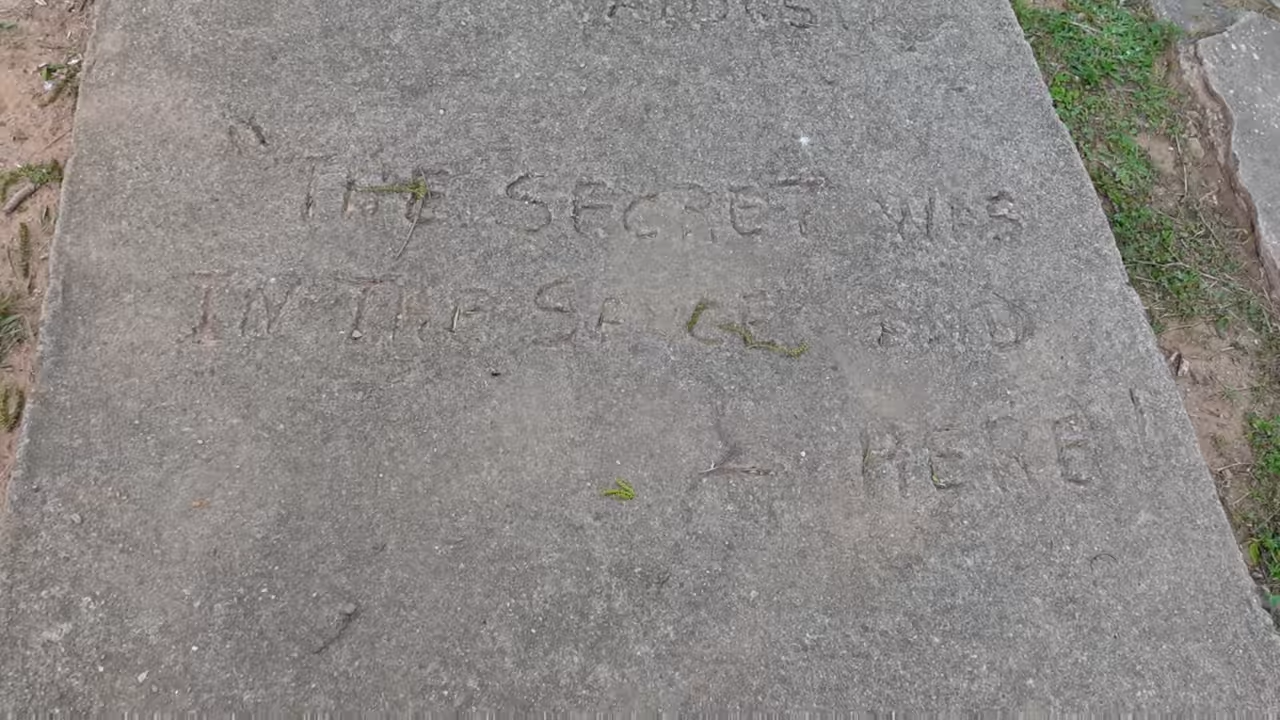 THE SECRET WAS
IN THE SAUCE AND
HERE!